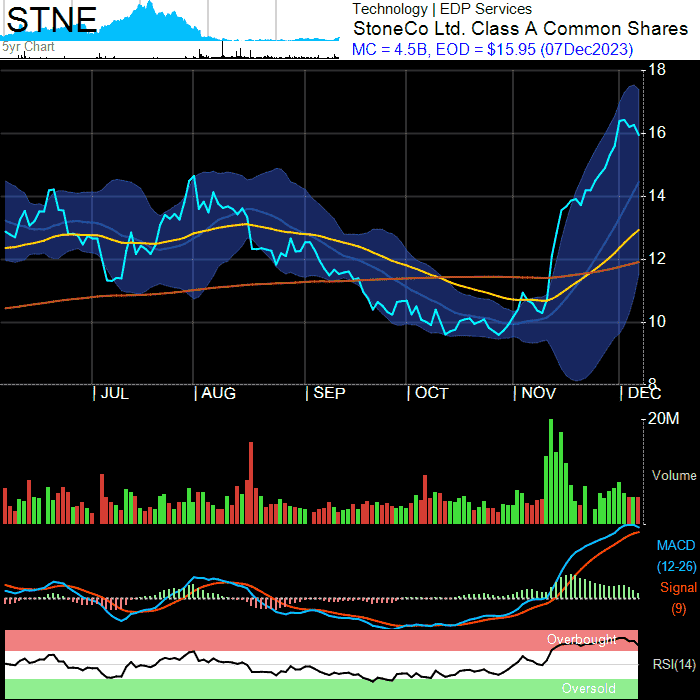 STNE
5yr Chart
Technology | EDP Services
StoneCo Ltd. Class A Common Shares
MC = 4.5B, EOD = $15.95 (07Dec2023)
18
16
14
12
10
8
| JUL | AUG | SEP | OCT | NOV | DEC
20M
Volume
MACD
(12-26)
Signal
(9)
Overbought
RSI(14)
Oversold